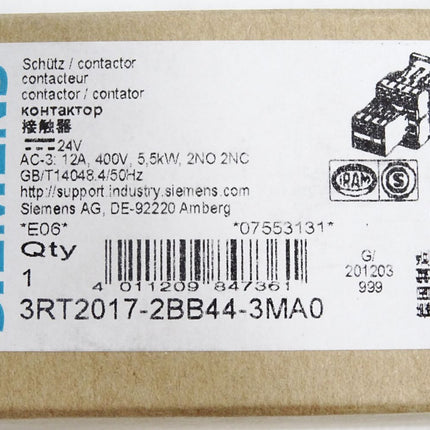 SIEMENS
Schütz / contactor
contacteur
contactor / contator
контактор
接触器
24V
AC-3: 12A, 400V, 5,5kW, 2NO 2NC
GB/T14048.4/50Hz
http://support.industry.siemens.com
Siemens AG, DE-92220 Amberg
IRAM S
*E06* *07553131*
Qty
1
4 011209 847361
G/
201203
999
3RT2017-2BB44-3MA0